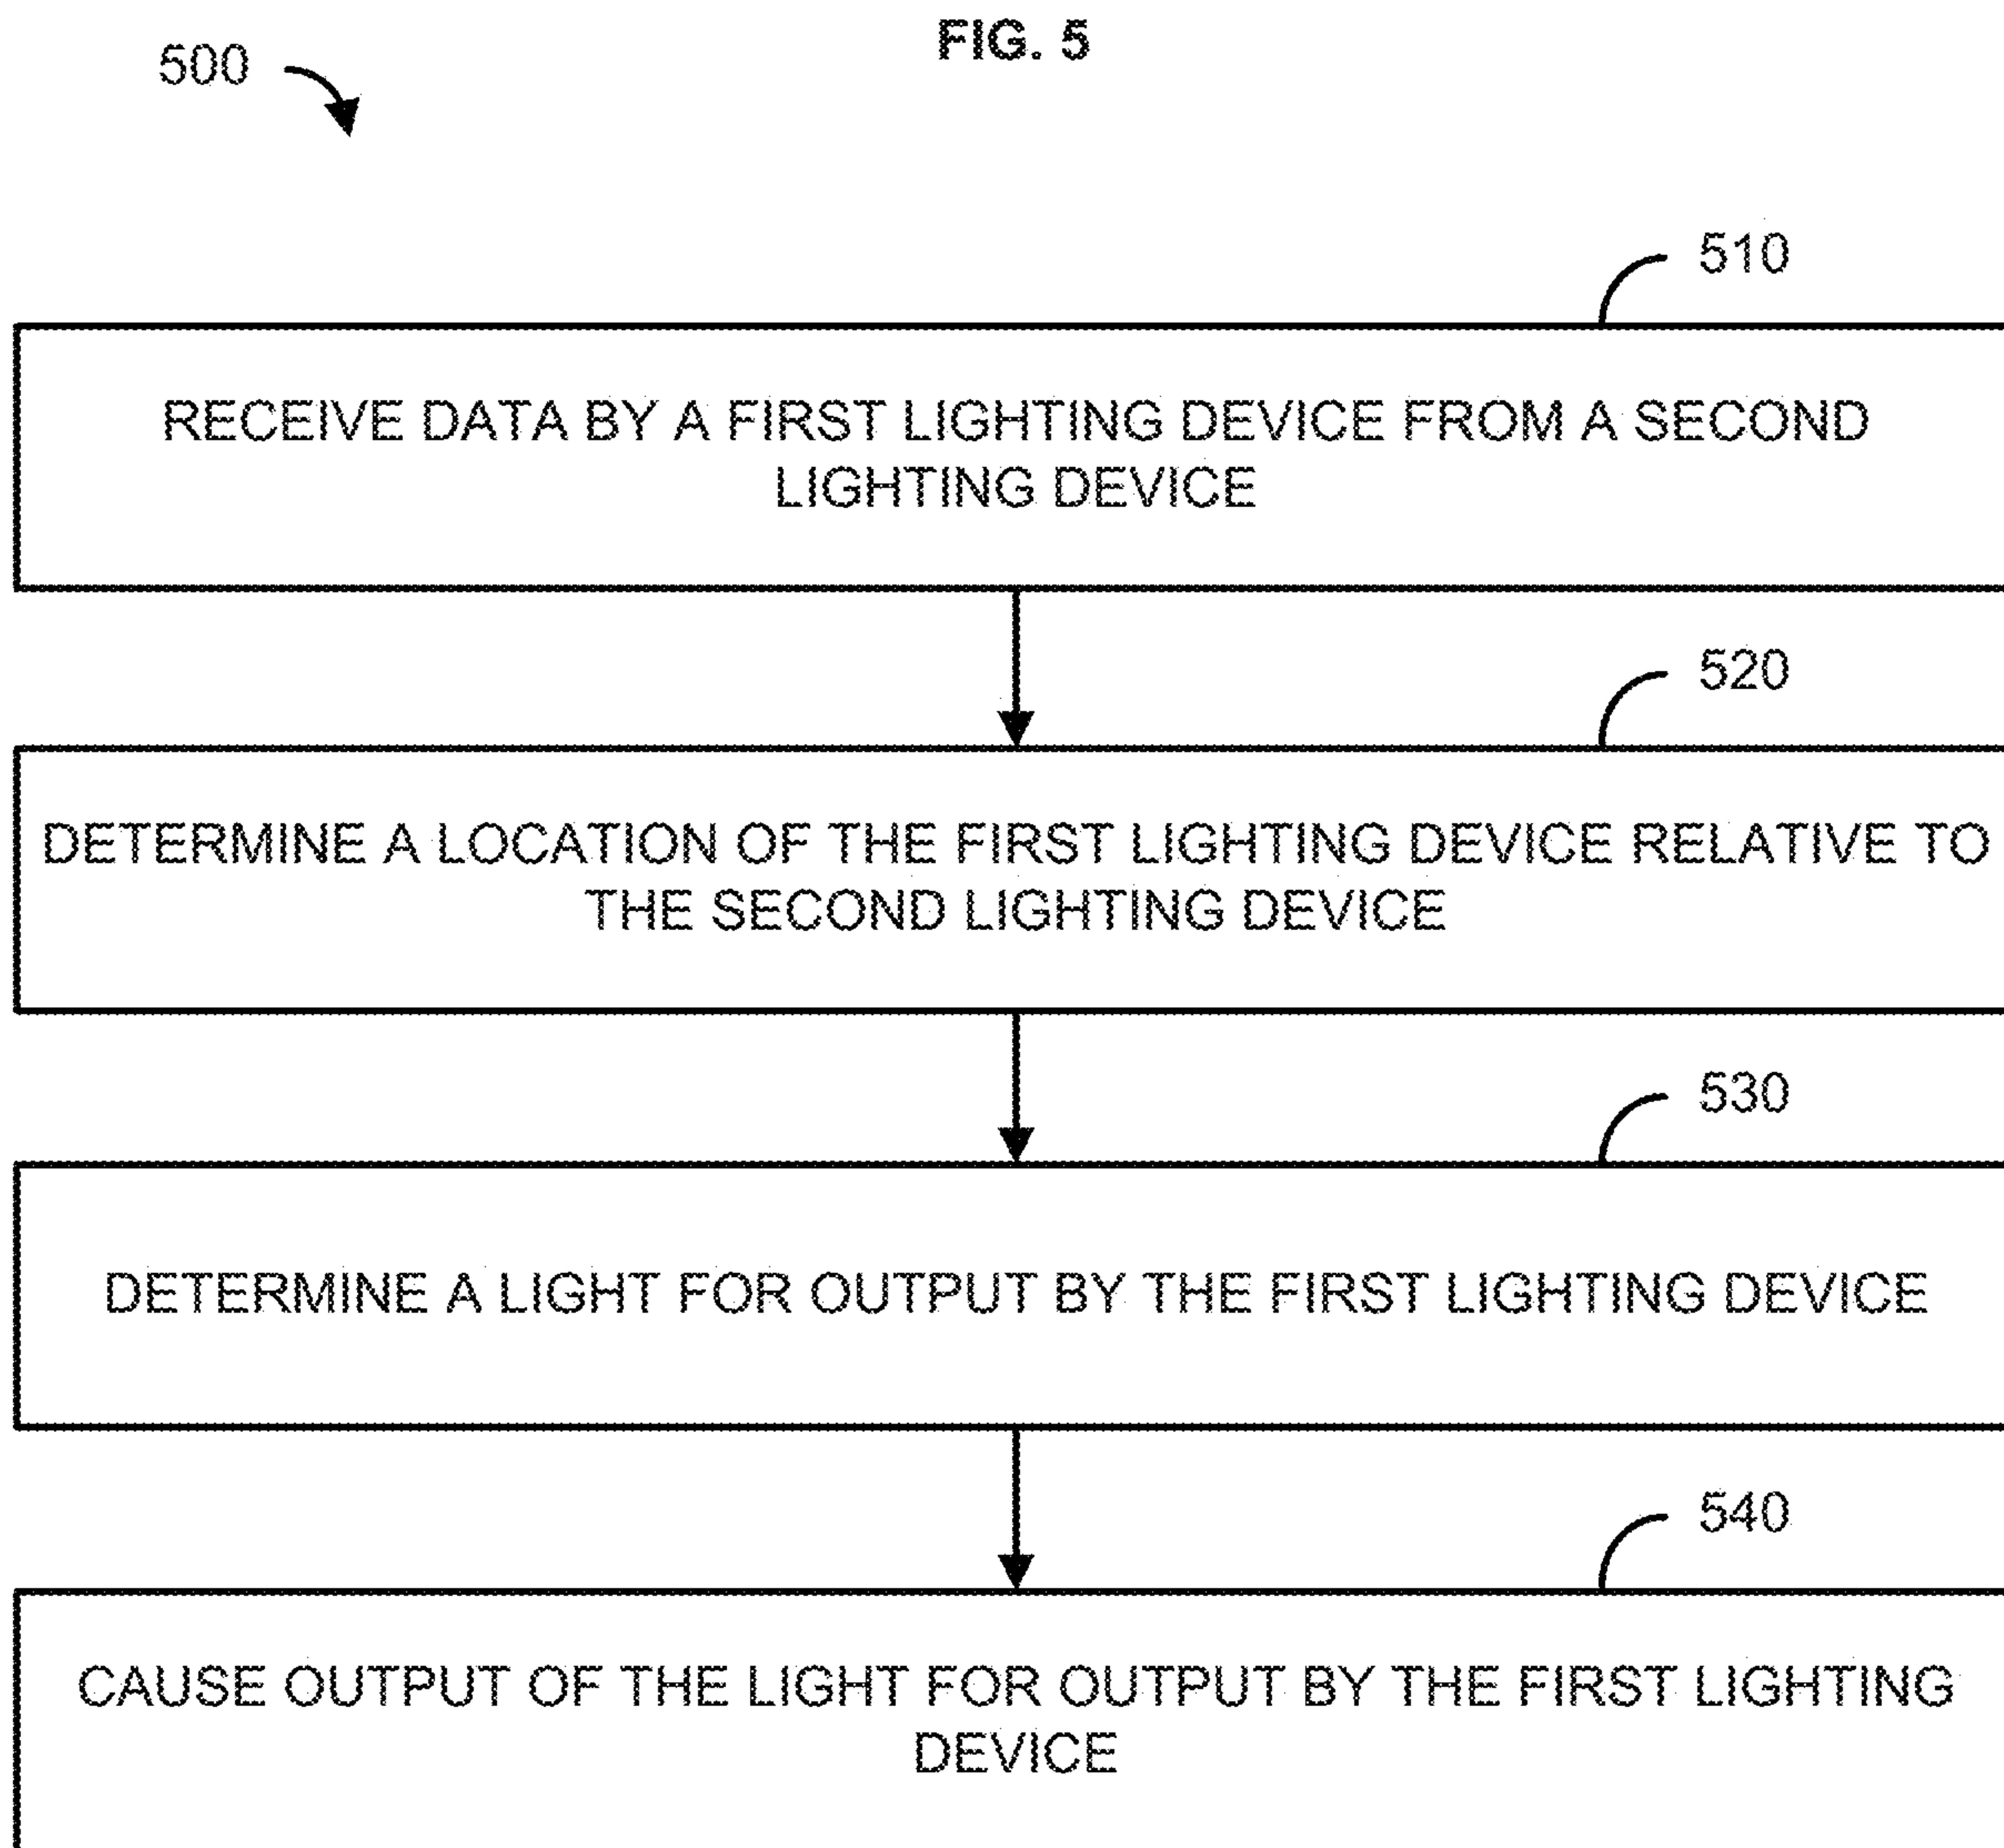 FIG. 5
500
510
RECEIVE DATA BY A FIRST LIGHTING DEVICE FROM A SECOND
LIGHTING DEVICE
520
DETERMINE A LOCATION OF THE FIRST LIGHTING DEVICE RELATIVE TO
THE SECOND LIGHTING DEVICE
530
DETERMINE A LIGHT FOR OUTPUT BY THE FIRST LIGHTING DEVICE
540
CAUSE OUTPUT OF THE LIGHT FOR OUTPUT BY THE FIRST LIGHTING
DEVICE